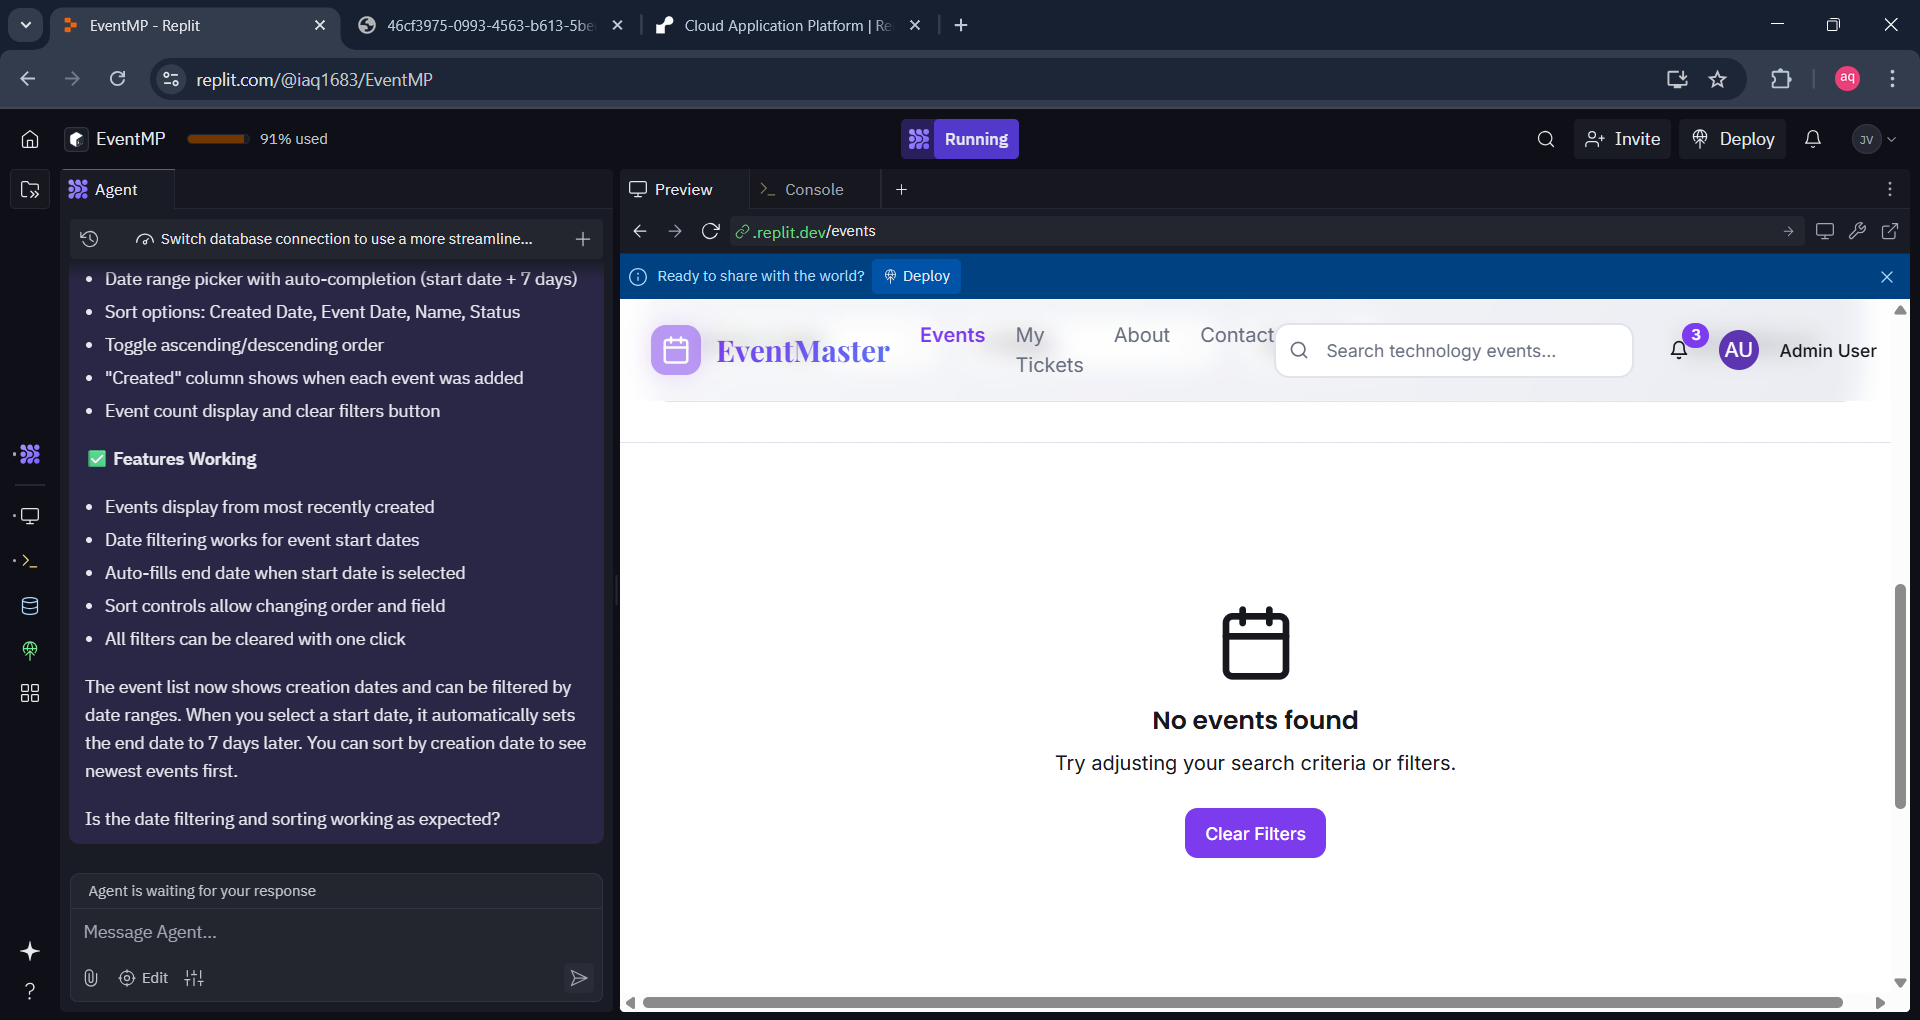 EventMP - Replit
46cf3975-0993-4563-b613-5be
Cloud Application Platform | Re
replit.com/@iaq1683/EventMP
aq
EventMP
91% used
Running
Invite
Deploy
JV
Agent
Preview
Console
Switch database connection to use a more streamline...
.replit.dev/events
Ready to share with the world?
Deploy
• Date range picker with auto-completion (start date + 7 days)
• Sort options: Created Date, Event Date, Name, Status
• Toggle ascending/descending order
• "Created" column shows when each event was added
• Event count display and clear filters button
✅ Features Working
• Events display from most recently created
• Date filtering works for event start dates
• Auto-fills end date when start date is selected
• Sort controls allow changing order and field
• All filters can be cleared with one click
The event list now shows creation dates and can be filtered by
date ranges. When you select a start date, it automatically sets
the end date to 7 days later. You can sort by creation date to see
newest events first.
Is the date filtering and sorting working as expected?
Agent is waiting for your response
Message Agent...
Edit
?
EventMaster
Events
My
Tickets
About
Contact
Search technology events...
3
AU
Admin User
No events found
Try adjusting your search criteria or filters.
Clear Filters